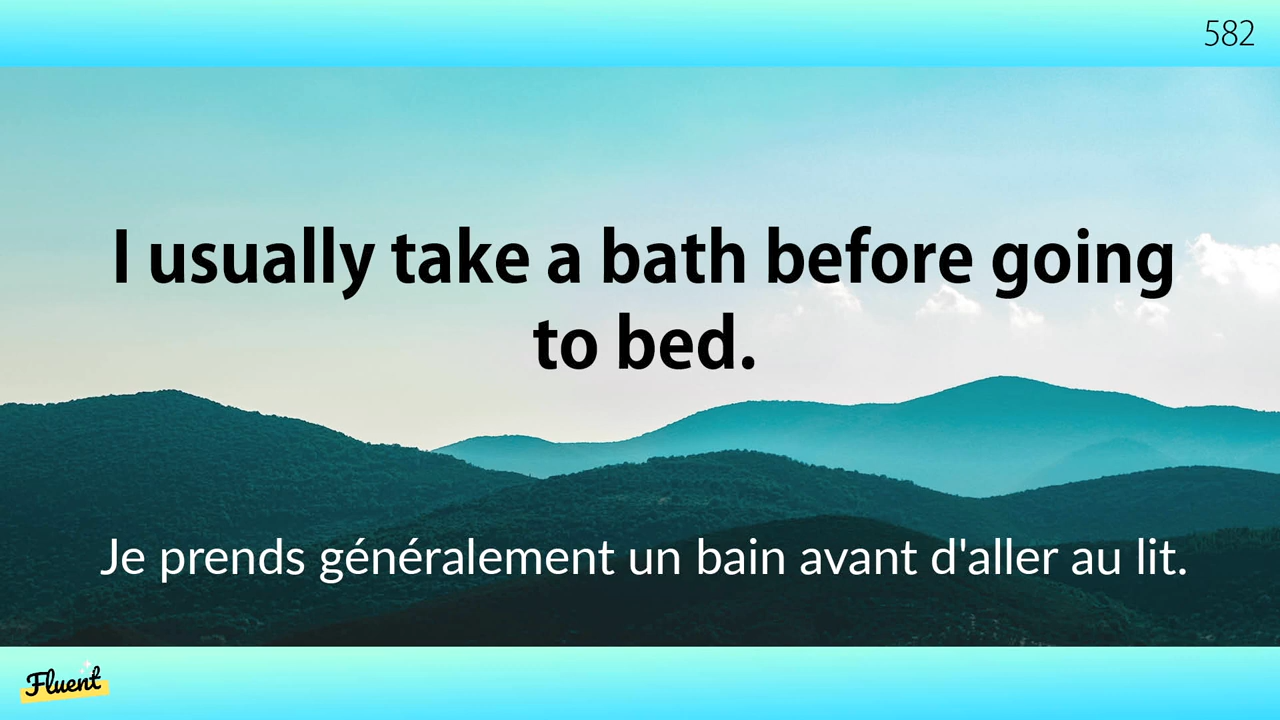 582
I usually take a bath before going
to bed.
Je prends généralement un bain avant d'aller au lit.
Fluent